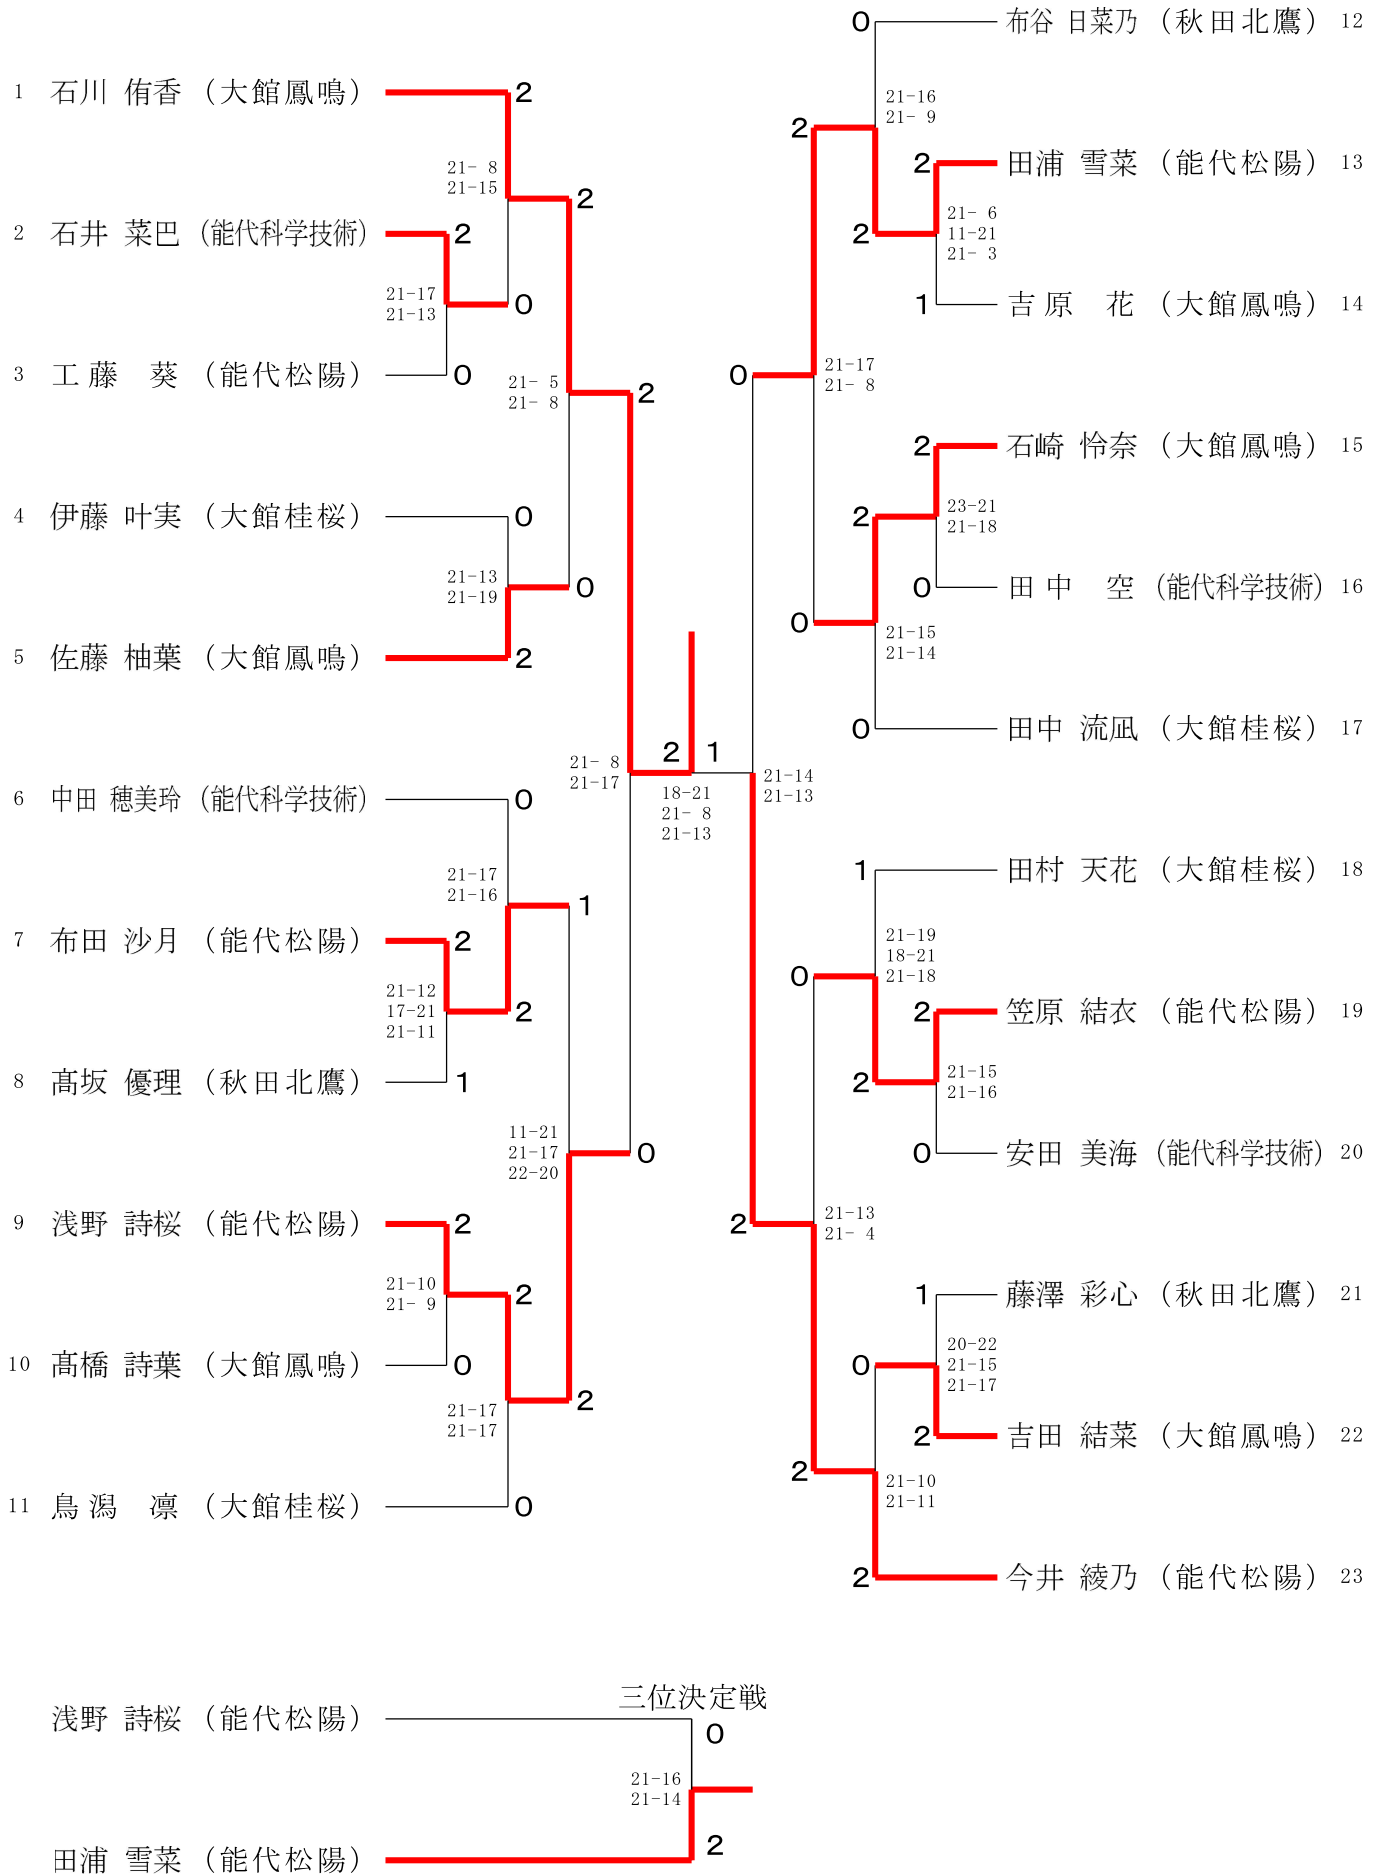 1 石川 侑香 （大館鳳鳴） 2
21- 8
21-15
2
2 石井 菜巴 （能代科学技術） 2
21-17
21-13
0
3 工藤 葵 （能代松陽） 0
21- 5
21- 8
2
4 伊藤 叶実 （大館桂桜） 0
21-13
21-19
0
5 佐藤 柚葉 （大館鳳鳴） 2
21- 8
21-17
6 中田 穂美玲 （能代科学技術） 0
21-17
21-16
1
7 布田 沙月 （能代松陽） 2
21-12
17-21
21-11
2
8 髙坂 優理 （秋田北鷹） 1
11-21
21-17
22-20
0
9 浅野 詩桜 （能代松陽） 2
21-10
21- 9
2
10 髙橋 詩葉 （大館鳳鳴） 0
21-17
21-17
2
11 鳥潟 凛 （大館桂桜） 0
2 1
18-21
21- 8
21-13
0 布谷 日菜乃 （秋田北鷹） 12
21-16
21- 9
2
2 田浦 雪菜 （能代松陽） 13
21- 6
11-21
21- 3
2
1 吉原 花 （大館鳳鳴） 14
0
21-17
21- 8
2 石崎 怜奈 （大館鳳鳴） 15
23-21
21-18
2
0 田中 空 （能代科学技術） 16
0
21-15
21-14
0 田中 流凪 （大館桂桜） 17
21-14
21-13
1 田村 天花 （大館桂桜） 18
21-19
18-21
21-18
0
2 笠原 結衣 （能代松陽） 19
21-15
21-16
2
0 安田 美海 （能代科学技術） 20
2
21-13
21- 4
1 藤澤 彩心 （秋田北鷹） 21
20-22
21-15
21-17
0
2 吉田 結菜 （大館鳳鳴） 22
2
21-10
21-11
2 今井 綾乃 （能代松陽） 23
三位決定戦
浅野 詩桜 （能代松陽） 0
21-16
21-14
田浦 雪菜 （能代松陽） 2